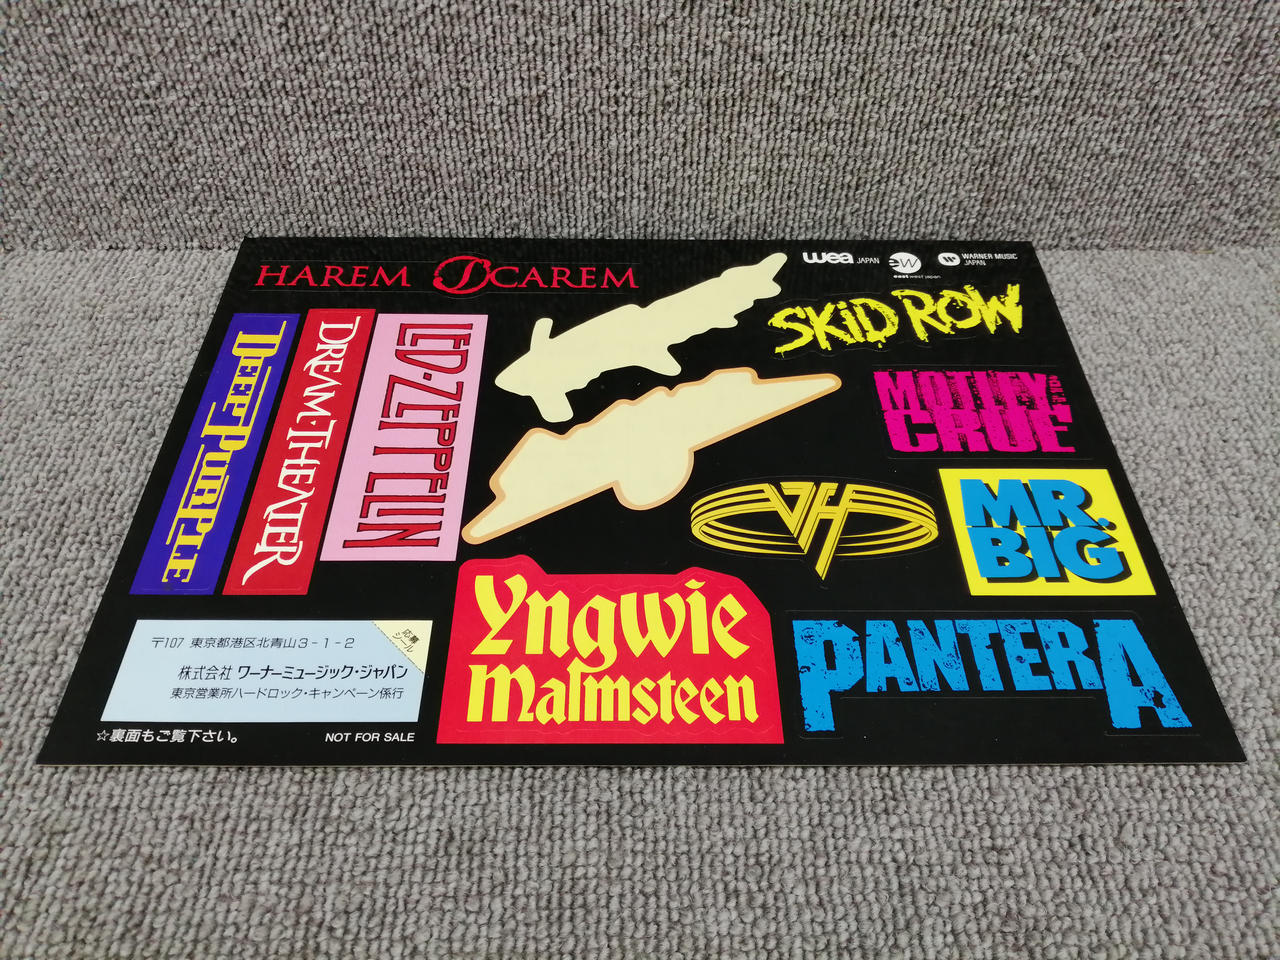 HAREM SCAREM
wea JAPAN
ew
east west japan
WARNER MUSIC
JAPAN
SKID ROW
DEEP PURPLE
DREAM THEATER
LED-ZEPPELIN
MOTLEY
CRUE
VH
MR.
BIG
Yngwie
Malmsteen
PANTERA
〒107 東京都港区北青山3-1-2
株式会社 ワーナーミュージック・ジャパン
東京営業所ハードロック・キャンペーン係行
応募
シール
☆裏面もご覧下さい。
NOT FOR SALE